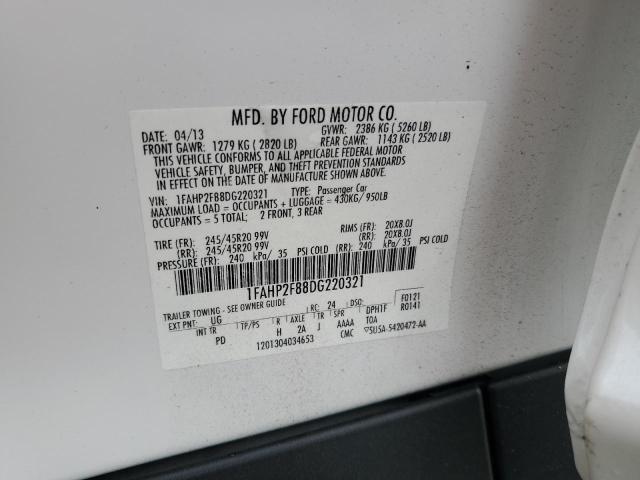 MFD. BY FORD MOTOR CO.
DATE: 04/13 GVWR: 2386 KG ( 5260 LB)
FRONT GAWR: 1279 KG ( 2820 LB) REAR GAWR: 1143 KG ( 2520 LB)
THIS VEHICLE CONFORMS TO ALL APPLICABLE FEDERAL MOTOR
VEHICLE SAFETY, BUMPER, AND THEFT PREVENTION STANDARDS
IN EFFECT ON THE DATE OF MANUFACTURE SHOWN ABOVE.
VIN: 1FAHP2F88DG220321 TYPE: Passenger Car
MAXIMUM LOAD = OCCUPANTS + LUGGAGE = 430KG/ 950LB
OCCUPANTS = 5 TOTAL; 2 FRONT, 3 REAR
TIRE (FR): 245/45R20 99V RIMS (FR): 20X8.0J
(RR): 245/45R20 99V (RR): 20X8.0J
PRESSURE (FR): 240 kPa/ 35 PSI COLD (RR): 240 kPa/ 35 PSI COLD
1FAHP2F88DG220321
TRAILER TOWING - SEE OWNER GUIDE RC: 24 DSO: F0121
EXT PNT: UG TP/PS R AXLE TR SPR DPH1F R0141
INT TR PD H 2A J AAAA TOA
1201304034653 CMC ▽5U5A-5420472-AA